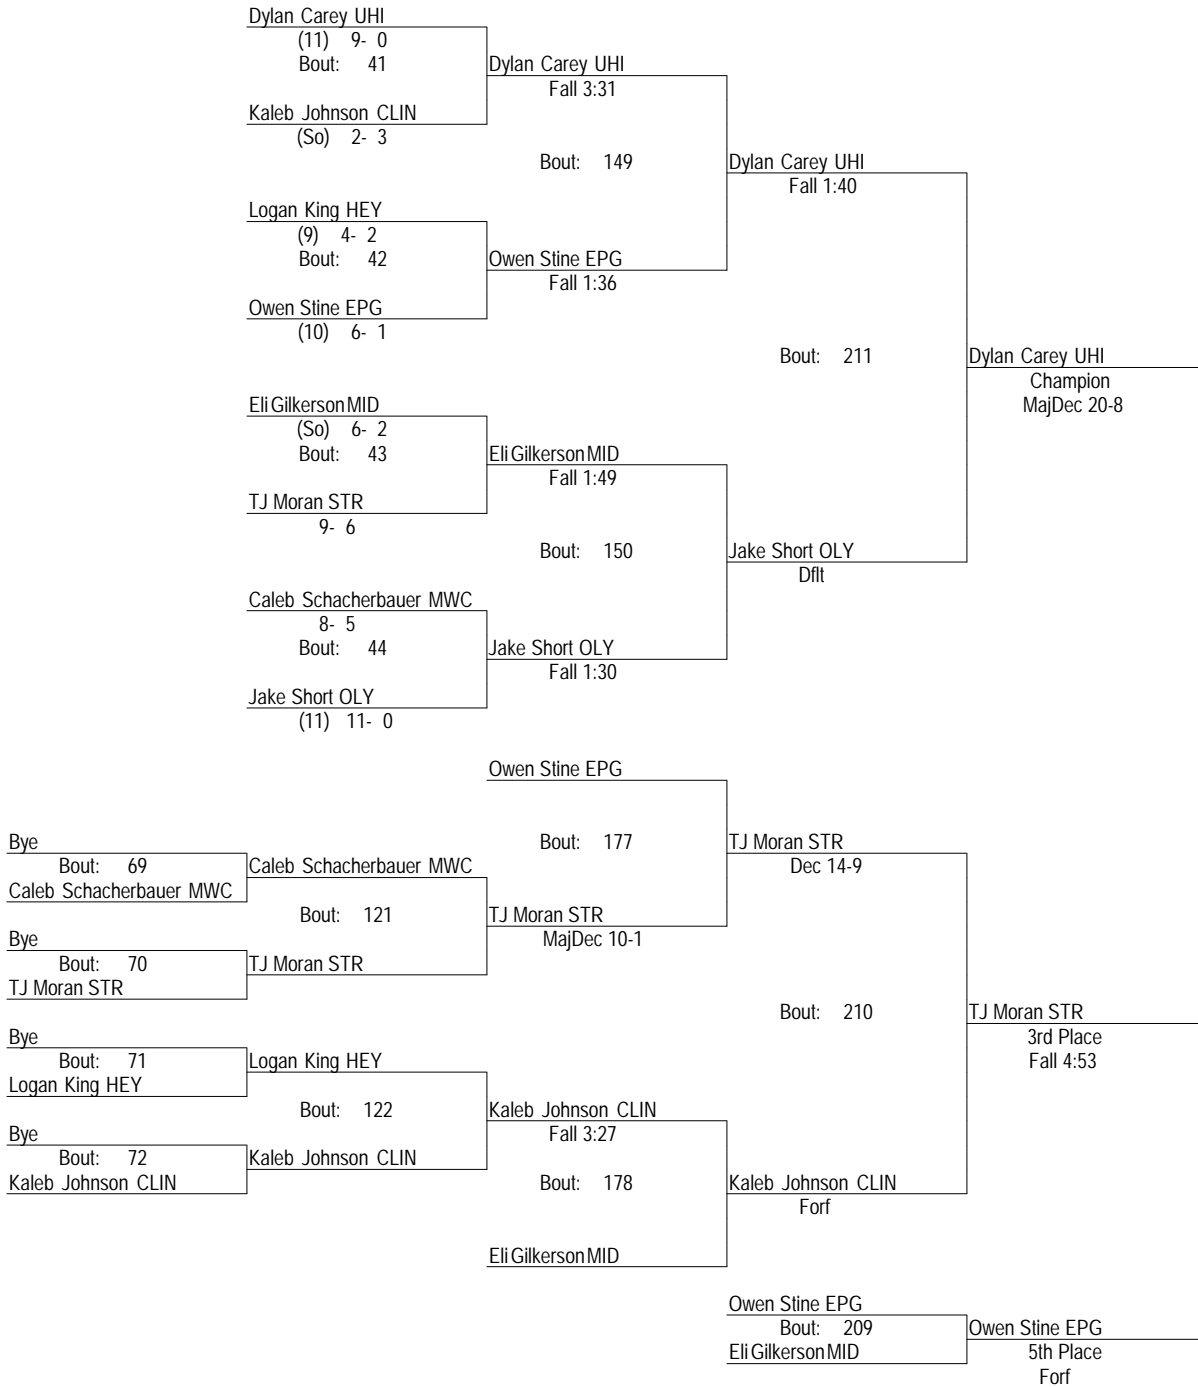 Dylan Carey UHI
(11) 9- 0
Bout: 41
Dylan Carey UHI
Fall 3:31
Kaleb Johnson CLIN
(So) 2- 3
Bout: 149
Dylan Carey UHI
Fall 1:40
Logan King HEY
(9) 4- 2
Bout: 42
Owen Stine EPG
Fall 1:36
Owen Stine EPG
(10) 6- 1
Bout: 211
Dylan Carey UHI
Champion
MajDec 20-8
Eli Gilkerson MID
(So) 6- 2
Bout: 43
Eli Gilkerson MID
Fall 1:49
TJ Moran STR
9- 6
Bout: 150
Jake Short OLY
Dflt
Caleb Schacherbauer MWC
8- 5
Bout: 44
Jake Short OLY
Fall 1:30
Jake Short OLY
(11) 11- 0
Owen Stine EPG
Bye
Bout: 69
Caleb Schacherbauer MWC
Caleb Schacherbauer MWC
Bout: 177
TJ Moran STR
Dec 14-9
Bout: 121
TJ Moran STR
MajDec 10-1
Bye
Bout: 70
TJ Moran STR
TJ Moran STR
Bout: 210
TJ Moran STR
3rd Place
Fall 4:53
Bye
Bout: 71
Logan King HEY
Logan King HEY
Bout: 122
Kaleb Johnson CLIN
Fall 3:27
Bye
Bout: 72
Kaleb Johnson CLIN
Kaleb Johnson CLIN
Bout: 178
Kaleb Johnson CLIN
Forf
Eli Gilkerson MID
Owen Stine EPG
Bout: 209
Owen Stine EPG
Eli Gilkerson MID
5th Place
Forf